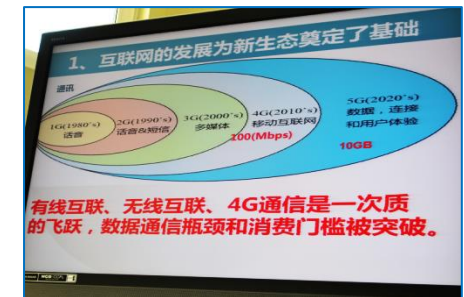 1、互联网的发展为新生态奠定了基础
通讯
1G(1980's)
话音
2G(1990's)
话音&短信
3G(2000's)
多媒体
4G(2010's)
移动互联网
100(Mbps)
5G(2020's)
数据，连接
和用户体验
10GB
有线互联、无线互联、4G通信是一次质
的飞跃，数据通信瓶颈和消费门槛被突破。